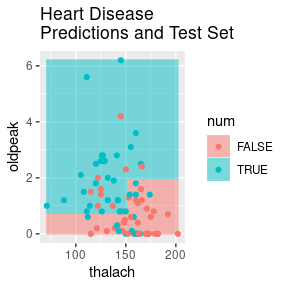 Heart Disease
Predictions and Test Set
6
4
2
0
oldpeak
100
150
200
thalach
num
FALSE
TRUE